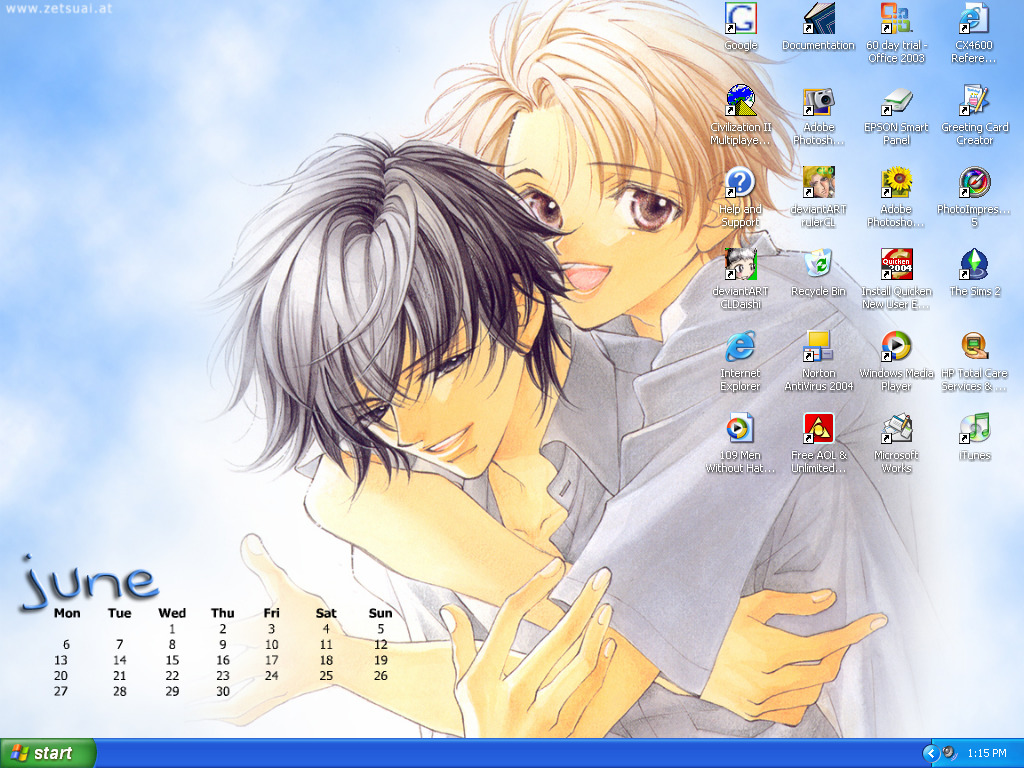 www.zetsuai.at
Google
Documentation
60 day trial -
Office 2003
CX4600
Refere...
Civilization II
Multiplaye...
Adobe
Photosh...
EPSON Smart
Panel
Greeting Card
Creator
Help and
Support
deviantART
rulerCL
Adobe
Photosho...
PhotoImpres...
5
deviantART
CLDaishi
Recycle Bin
Quicken
2004
Install Quicken
New User E...
The Sims 2
Internet
Explorer
Norton
AntiVirus 2004
Windows Media
Player
HP Total Care
Services & ...
109 Men
Without Hat...
Free AOL &
Unlimited...
Microsoft
Works
iTunes
june
Mon Tue Wed Thu Fri Sat Sun
1 2 3 4 5
6 7 8 9 10 11 12
13 14 15 16 17 18 19
20 21 22 23 24 25 26
27 28 29 30
start
1:15 PM